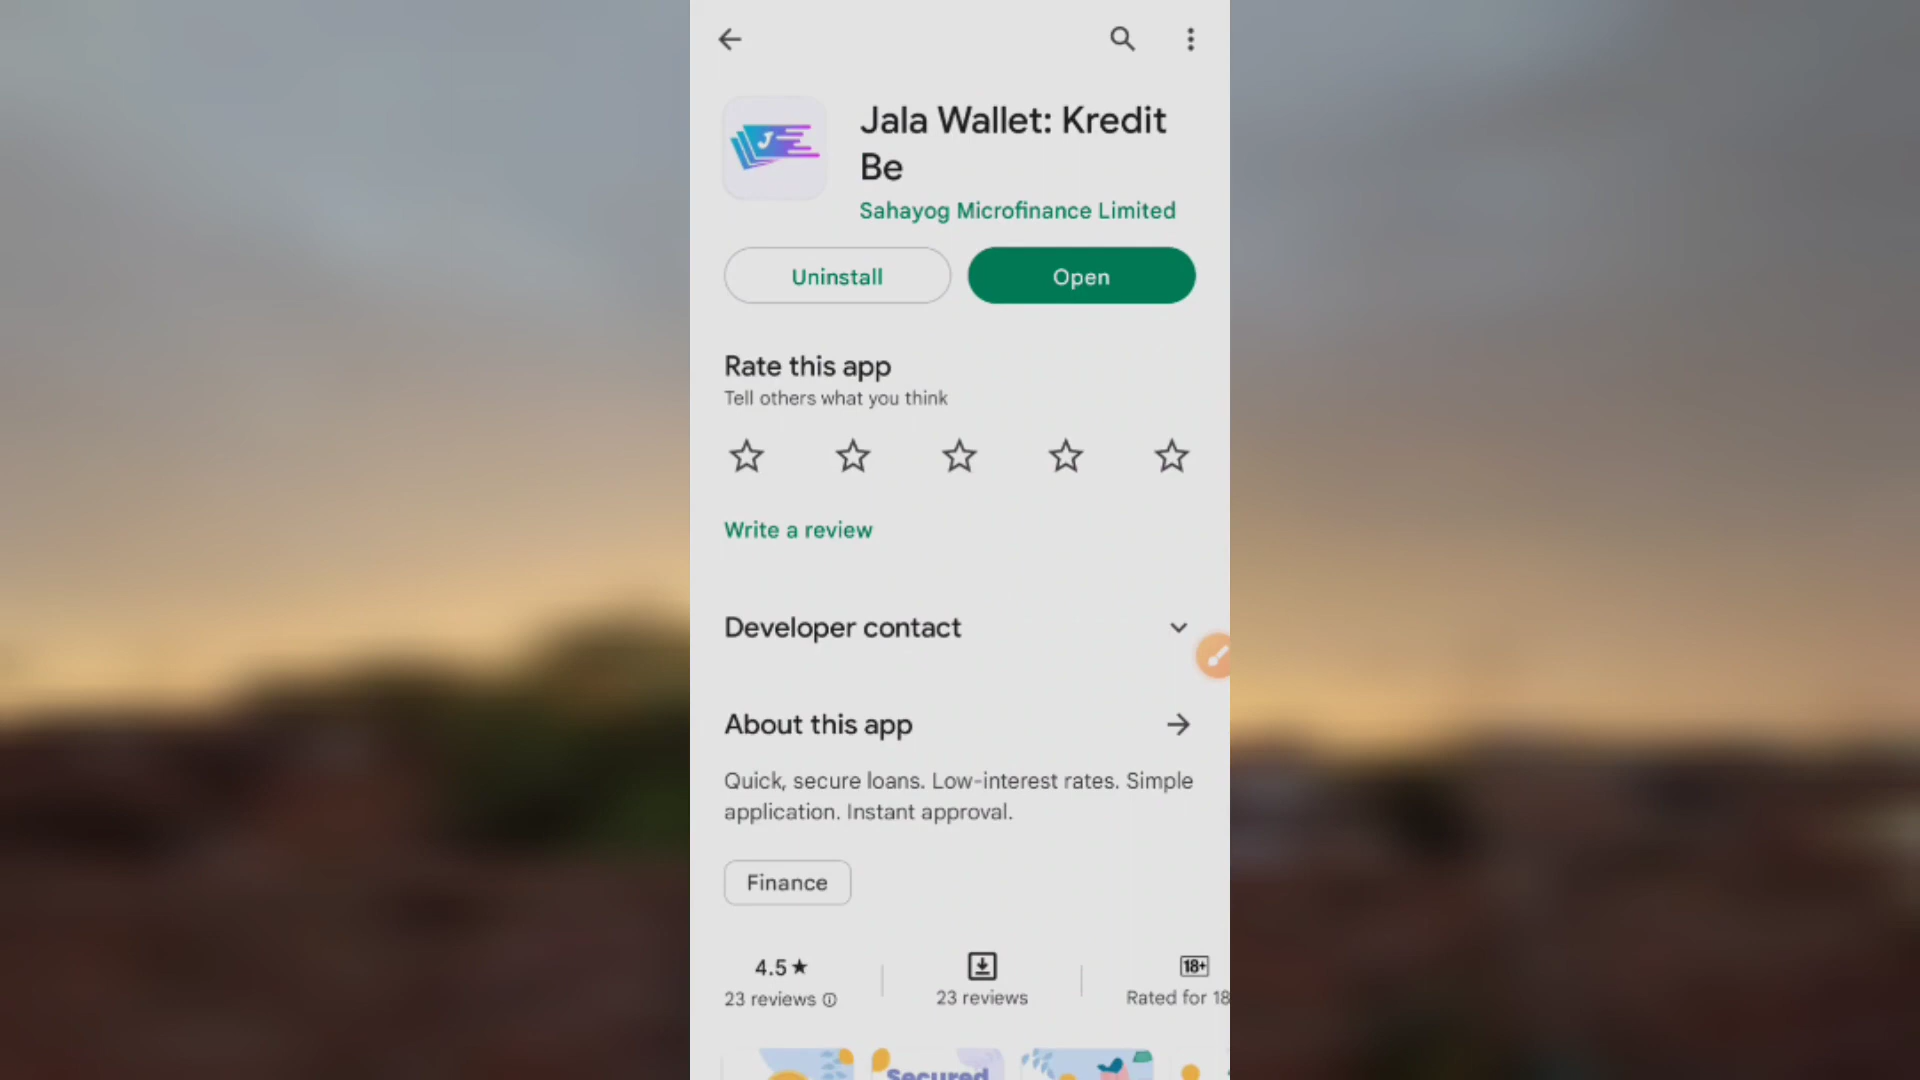 Jala Wallet: Kredit
Be
Sahayog Microfinance Limited
Uninstall
Open
Rate this app
Tell others what you think
Write a review
Developer contact
About this app
Quick, secure loans. Low-interest rates. Simple
application. Instant approval.
Finance
4.5★
23 reviews
23 reviews
18+
Rated for 18
Secured